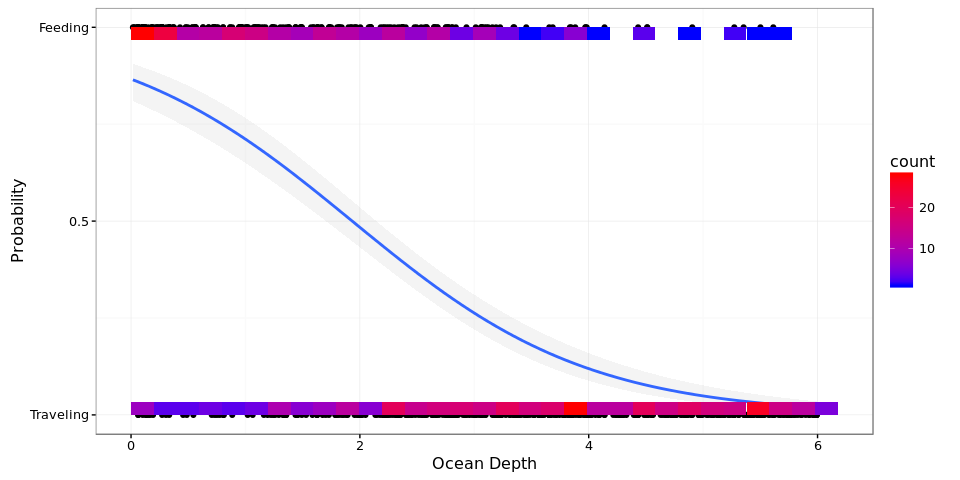 Feeding
0.5
Traveling
Probability
0
2
4
6
Ocean Depth
count
20
10